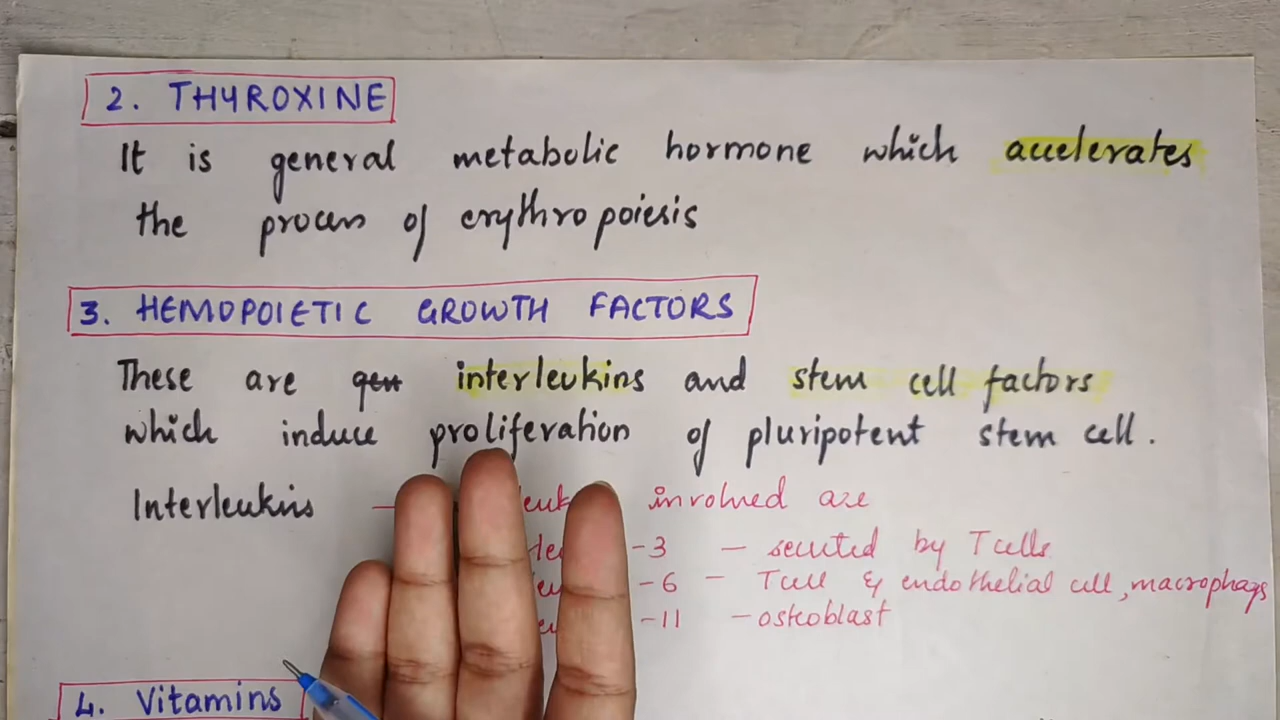 2. THYROXINE
It is general metabolic hormone which accelerates
the process of erythropoiesis
3. HEMOPOIETIC GROWTH FACTORS
These are interleukins and stem cell factors
which induce proliferation of pluripotent stem cell.
Interleukins — involved are
-3 — secreted by T cells
-6 - T cell & endothelial cell, macrophags
-11 - osteoblast
4. Vitamins